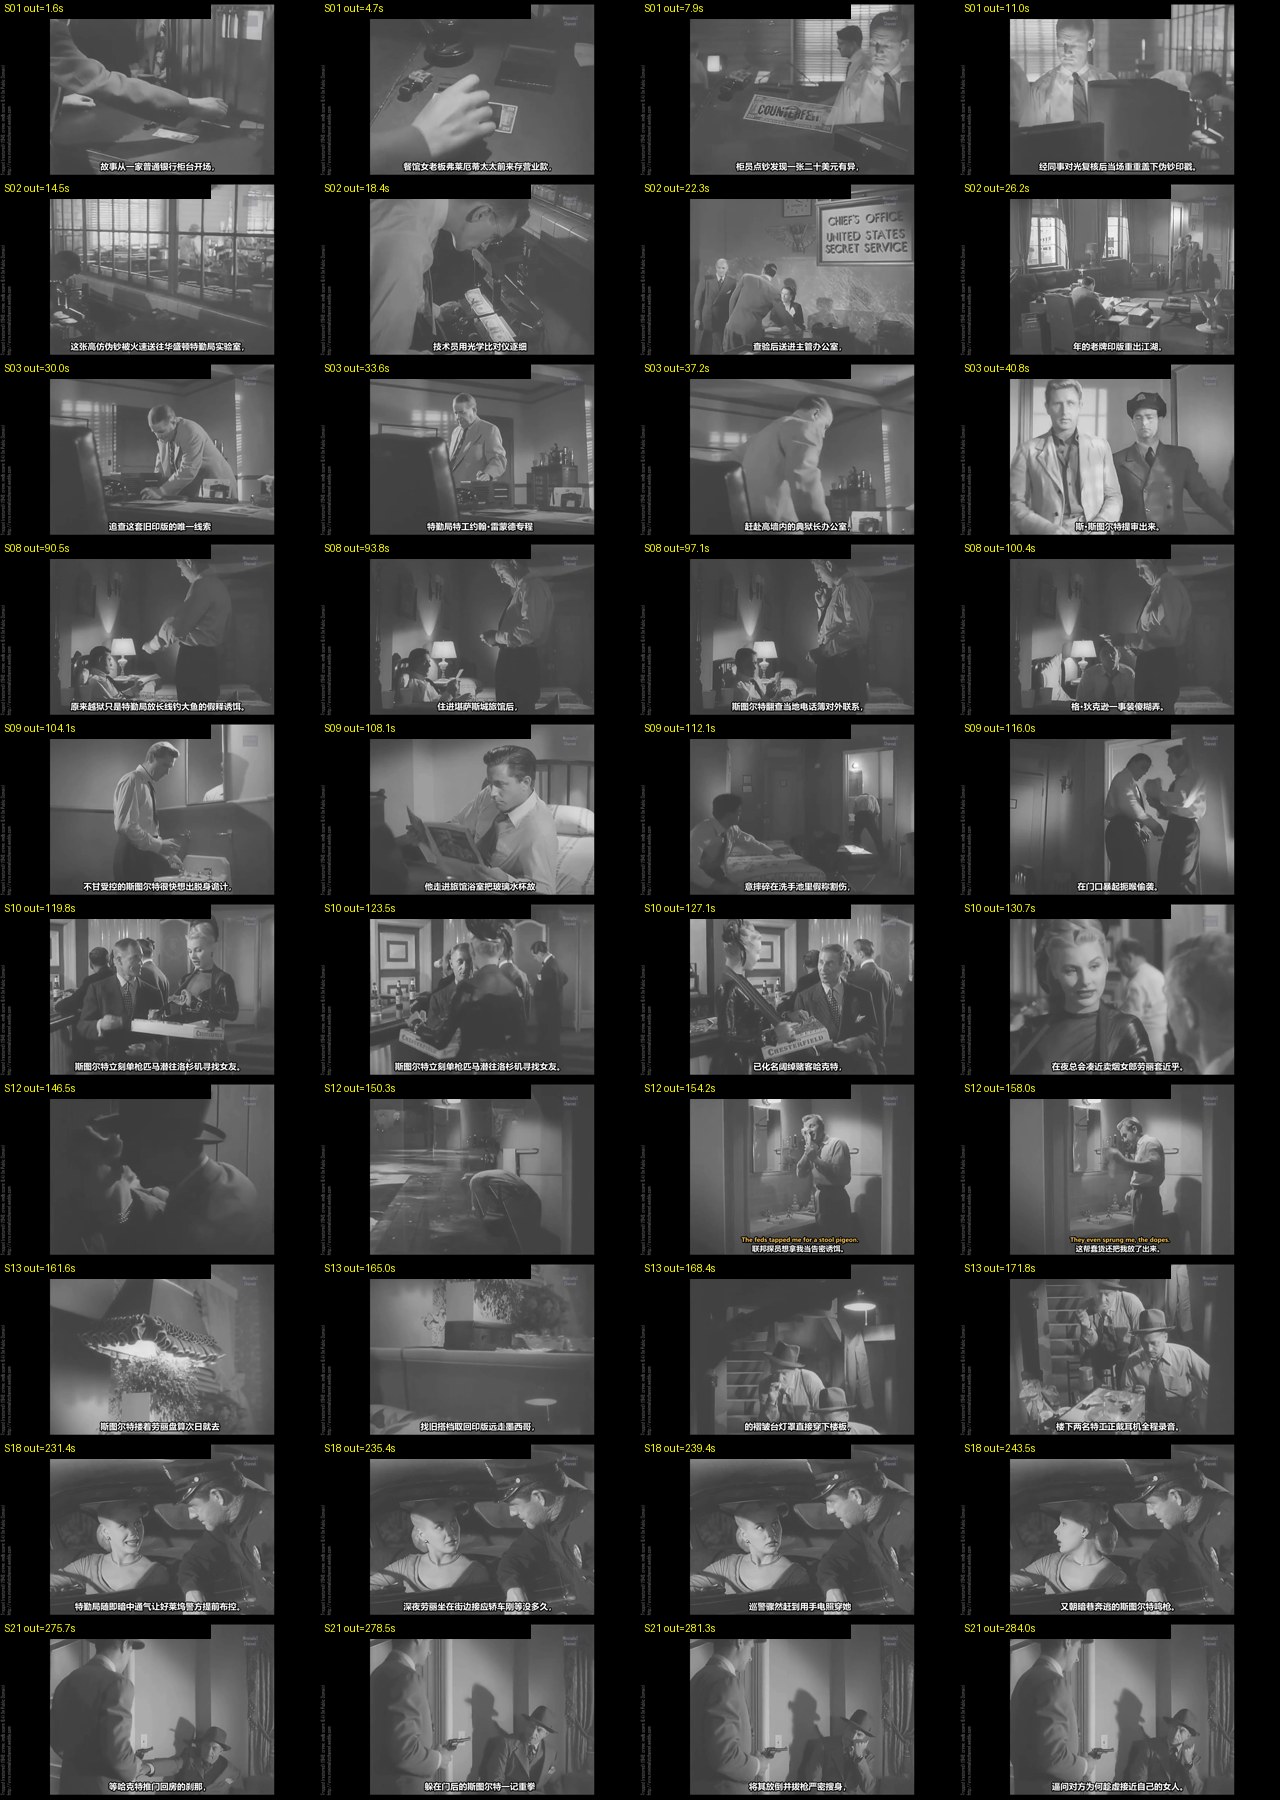 S01 out=1.6s
S01 out=4.7s
S01 out=7.9s
S01 out=11.0s
COUNTERFEIT
故事从一家普通银行柜台开场。
餐馆女老板弗莱厄蒂太太前来存营业款。
柜员点钞发现一张二十美元有异。
经同事对光复核后当场重重盖下伪钞印戳。
S02 out=14.5s
S02 out=18.4s
S02 out=22.3s
S02 out=26.2s
CHIEF'S OFFICE
UNITED STATES
SECRET SERVICE
这张高仿伪钞被火速送往华盛顿特勤局实验室。
技术员用光学比对仪逐细
查验后送进主管办公室。
年的老牌印版重出江湖。
S03 out=30.0s
S03 out=33.6s
S03 out=37.2s
S03 out=40.8s
追查这套旧印版的唯一线索
特勤局特工约翰·雷蒙德专程
赶赴高墙内的典狱长办公室。
斯·斯图尔特提审出来。
S08 out=90.5s
S08 out=93.8s
S08 out=97.1s
S08 out=100.4s
原来越狱只是特勤局放长线钓大鱼的假释诱饵。
住进堪萨斯城旅馆后。
斯图尔特翻查当地电话簿对外联系。
格·狄克逊一事装傻糊弄。
S09 out=104.1s
S09 out=108.1s
S09 out=112.1s
S09 out=116.0s
不甘受控的斯图尔特很快想出脱身诡计。
他走进旅馆浴室把玻璃水杯故
意摔碎在洗手池里假称割伤。
在门口暴起扼喉偷袭。
S10 out=119.8s
S10 out=123.5s
S10 out=127.1s
S10 out=130.7s
CHESTERFIELD
斯图尔特立刻单枪匹马潜往洛杉矶寻找女友。
斯图尔特立刻单枪匹马潜往洛杉矶寻找女友。
已化名阔绰赌客哈克特。
在夜总会凑近卖烟女郎劳丽套近乎。
S12 out=146.5s
S12 out=150.3s
S12 out=154.2s
S12 out=158.0s
The feds tapped me for a stool pigeon.
联邦探员想拿我当告密诱饵。
They even sprung me, the dopes.
这帮蠢货还把我放了出来。
S13 out=161.6s
S13 out=165.0s
S13 out=168.4s
S13 out=171.8s
斯图尔特搂着劳丽盘算次日就去
找旧搭档取回印版远走墨西哥。
的褶皱台灯罩直接穿下楼板。
楼下两名特工正戴耳机全程录音。
S18 out=231.4s
S18 out=235.4s
S18 out=239.4s
S18 out=243.5s
特勤局随即暗中通气让好莱坞警方提前布控。
深夜劳丽坐在街边接应轿车刚等没多久。
巡警骤然赶到用手电照穿她
又朝暗巷奔逃的斯图尔特鸣枪。
S21 out=275.7s
S21 out=278.5s
S21 out=281.3s
S21 out=284.0s
等哈克特推门回房的刹那。
躲在门后的斯图尔特一记重拳
将其放倒并拔枪严密搜身。
逼问对方为何趁虚接近自己的女人。